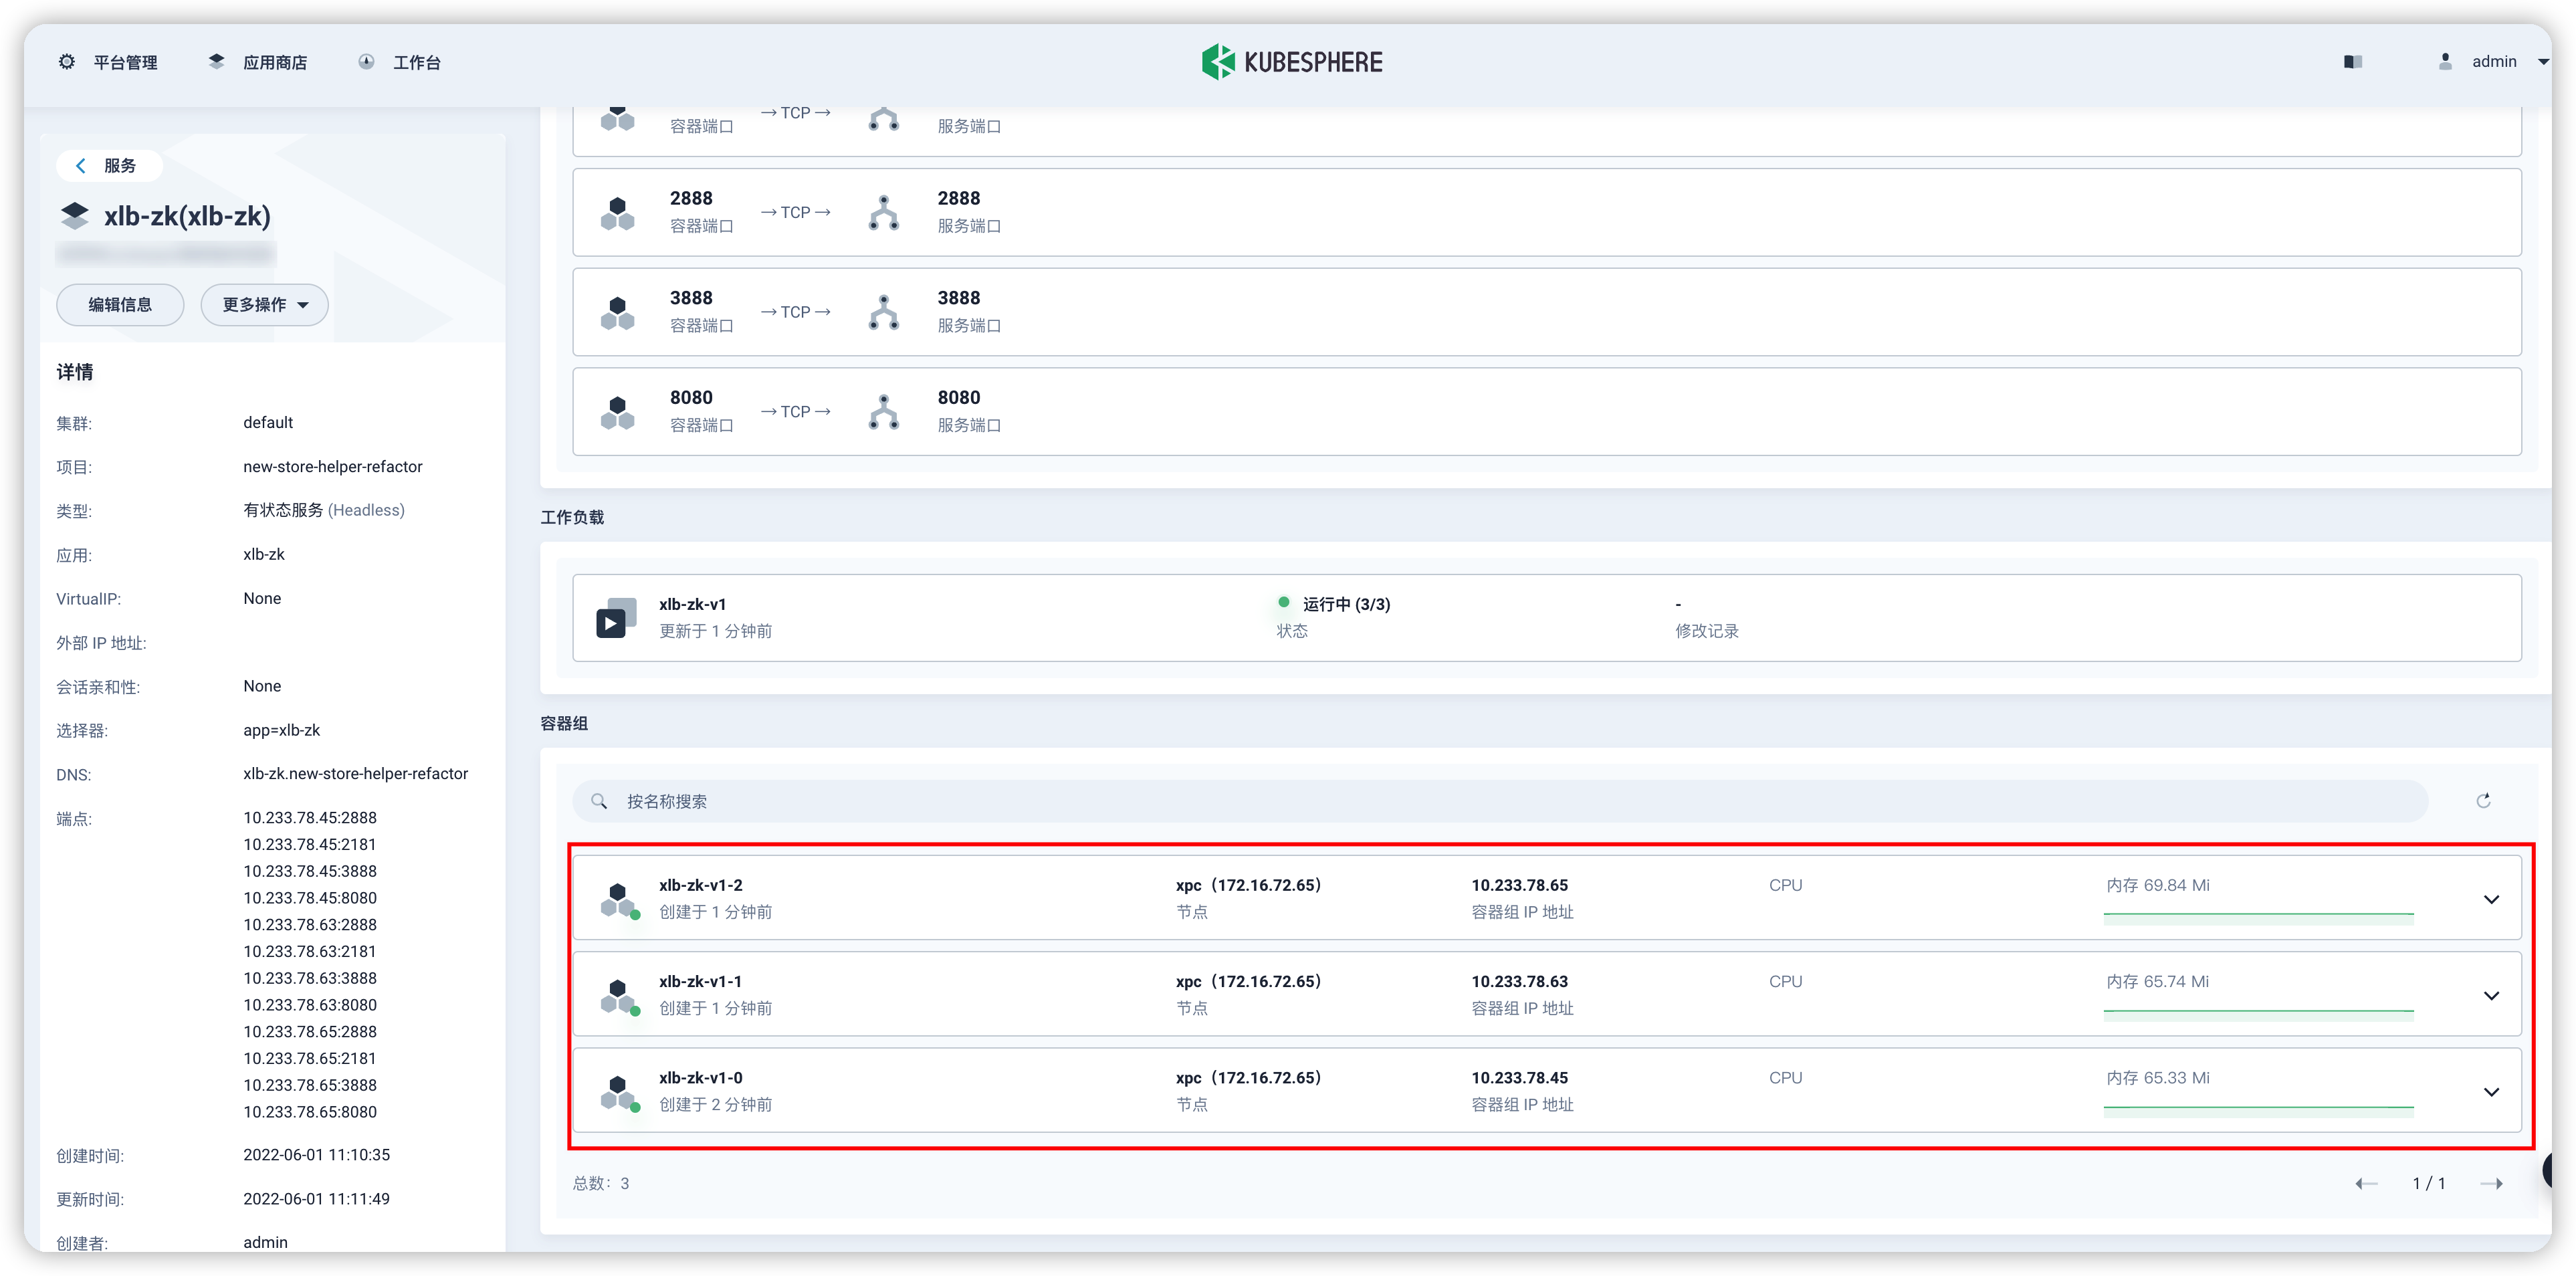 平台管理
应用商店
工作台
KUBESPHERE
admin
服务
xlb-zk(xlb-zk)
编辑信息
更多操作
详情
集群: default
项目: new-store-helper-refactor
类型: 有状态服务 (Headless)
应用: xlb-zk
VirtualIP: None
外部 IP 地址:
会话亲和性: None
选择器: app=xlb-zk
DNS: xlb-zk.new-store-helper-refactor
端点: 10.233.78.45:2888
10.233.78.45:2181
10.233.78.45:3888
10.233.78.45:8080
10.233.78.63:2888
10.233.78.63:2181
10.233.78.63:3888
10.233.78.63:8080
10.233.78.65:2888
10.233.78.65:2181
10.233.78.65:3888
10.233.78.65:8080
创建时间: 2022-06-01 11:10:35
更新时间: 2022-06-01 11:11:49
创建者: admin
→ TCP →
容器端口 服务端口
2888 → TCP → 2888
容器端口 服务端口
3888 → TCP → 3888
容器端口 服务端口
8080 → TCP → 8080
容器端口 服务端口
工作负载
xlb-zk-v1 运行中 (3/3) -
更新于 1 分钟前 状态 修改记录
容器组
按名称搜索
xlb-zk-v1-2 xpc（172.16.72.65） 10.233.78.65 CPU 内存 69.84 Mi
创建于 1 分钟前 节点 容器组 IP 地址
xlb-zk-v1-1 xpc（172.16.72.65） 10.233.78.63 CPU 内存 65.74 Mi
创建于 1 分钟前 节点 容器组 IP 地址
xlb-zk-v1-0 xpc（172.16.72.65） 10.233.78.45 CPU 内存 65.33 Mi
创建于 2 分钟前 节点 容器组 IP 地址
总数：3
1 / 1